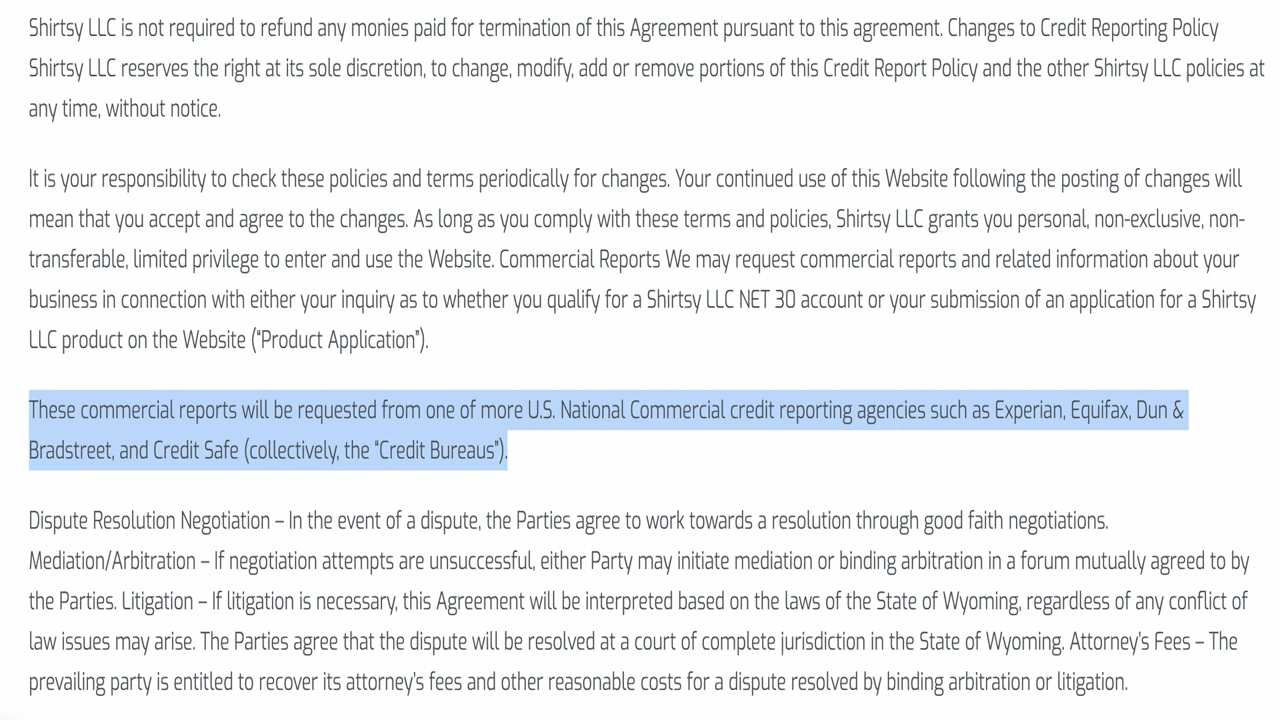 Shirtsy LLC is not required to refund any monies paid for termination of this Agreement pursuant to this agreement. Changes to Credit Reporting Policy
Shirtsy LLC reserves the right at its sole discretion, to change, modify, add or remove portions of this Credit Report Policy and the other Shirtsy LLC policies at
any time, without notice.
It is your responsibility to check these policies and terms periodically for changes. Your continued use of this Website following the posting of changes will
mean that you accept and agree to the changes. As long as you comply with these terms and policies, Shirtsy LLC grants you personal, non-exclusive, non-
transferable, limited privilege to enter and use the Website. Commercial Reports We may request commercial reports and related information about your
business in connection with either your inquiry as to whether you qualify for a Shirtsy LLC NET 30 account or your submission of an application for a Shirtsy
LLC product on the Website (“Product Application”).
These commercial reports will be requested from one of more U.S. National Commercial credit reporting agencies such as Experian, Equifax, Dun &
Bradstreet, and Credit Safe (collectively, the “Credit Bureaus”).
Dispute Resolution Negotiation – In the event of a dispute, the Parties agree to work towards a resolution through good faith negotiations.
Mediation/Arbitration – If negotiation attempts are unsuccessful, either Party may initiate mediation or binding arbitration in a forum mutually agreed to by
the Parties. Litigation – If litigation is necessary, this Agreement will be interpreted based on the laws of the State of Wyoming, regardless of any conflict of
law issues may arise. The Parties agree that the dispute will be resolved at a court of complete jurisdiction in the State of Wyoming. Attorney’s Fees – The
prevailing party is entitled to recover its attorney’s fees and other reasonable costs for a dispute resolved by binding arbitration or litigation.